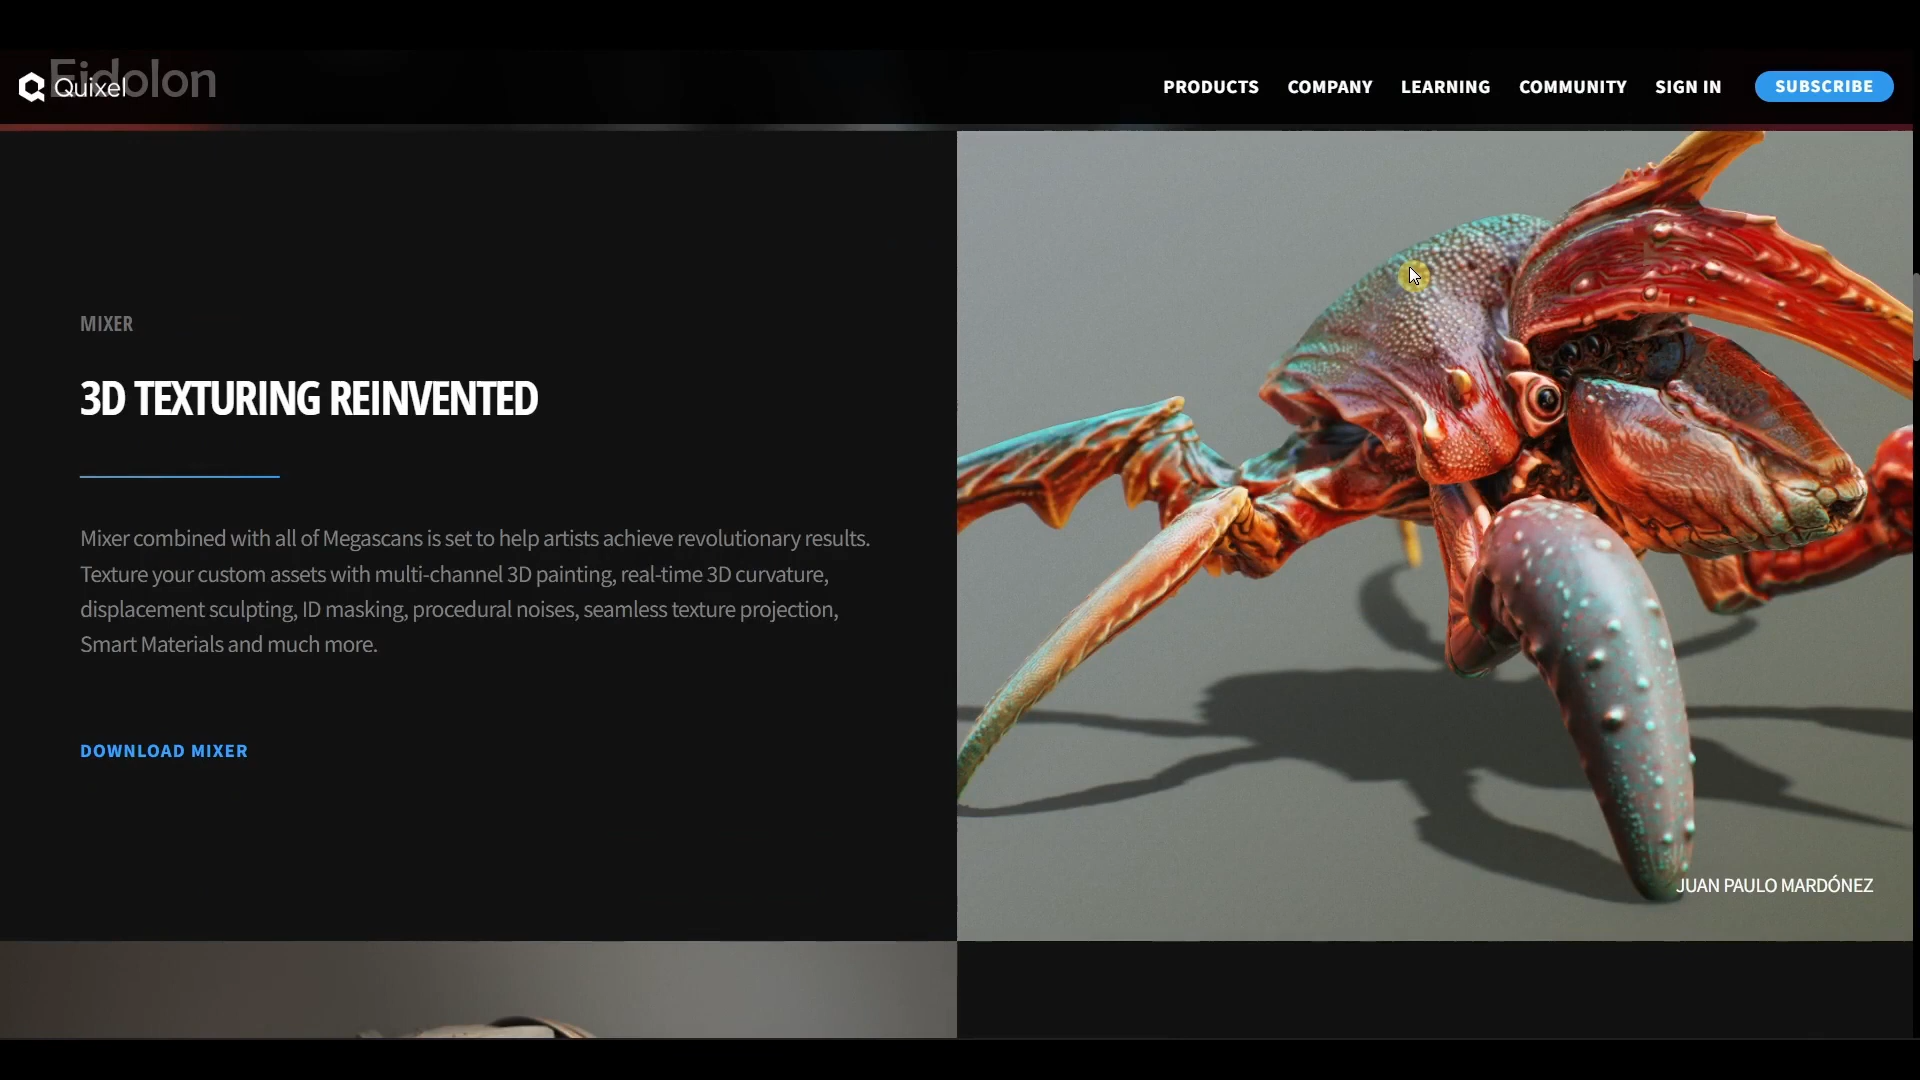 Eidolon
Quixel
PRODUCTS COMPANY LEARNING COMMUNITY SIGN IN SUBSCRIBE
MIXER
3D TEXTURING REINVENTED
Mixer combined with all of Megascans is set to help artists achieve revolutionary results.
Texture your custom assets with multi-channel 3D painting, real-time 3D curvature,
displacement sculpting, ID masking, procedural noises, seamless texture projection,
Smart Materials and much more.
DOWNLOAD MIXER
JUAN PAULO MARDÓNEZ